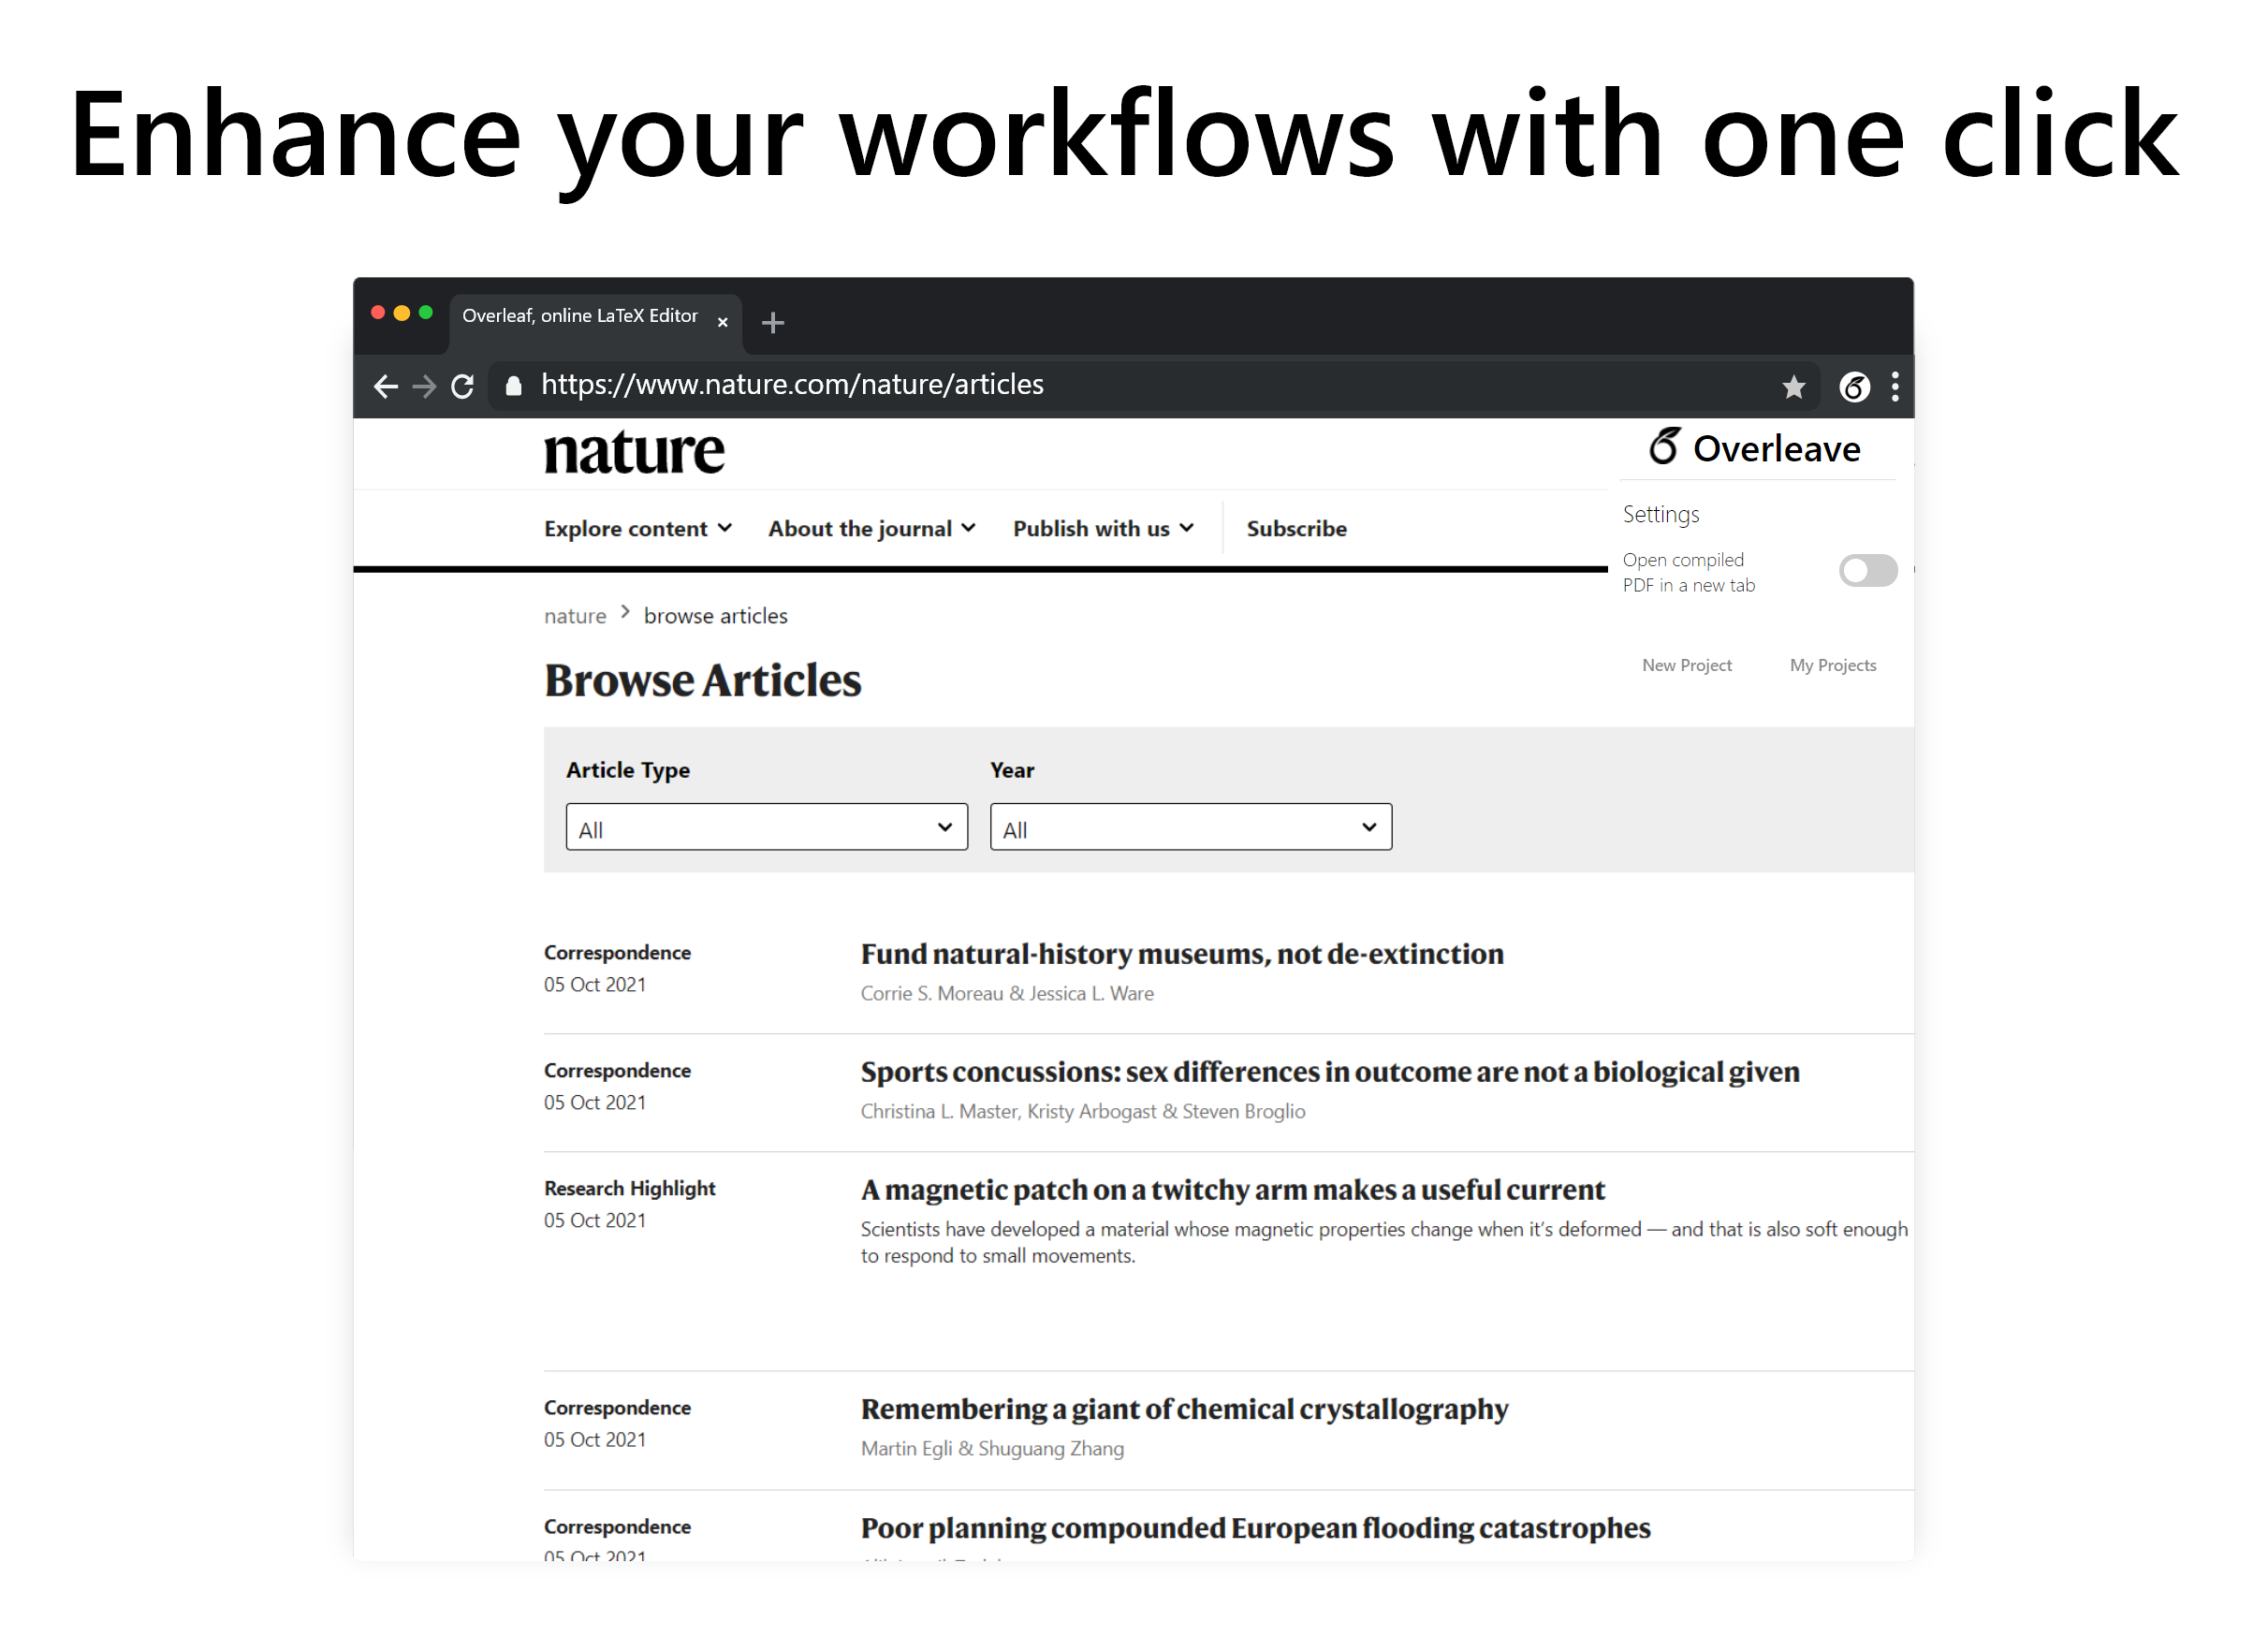 Enhance your workflows with one click
Overleaf, online LaTeX Editor
https://www.nature.com/nature/articles
nature
Overleave
Explore content
About the journal
Publish with us
Subscribe
Settings
Open compiled
PDF in a new tab
nature > browse articles
New Project
My Projects
Browse Articles
Article Type
Year
All
All
Correspondence
05 Oct 2021
Fund natural-history museums, not de-extinction
Corrie S. Moreau & Jessica L. Ware
Correspondence
05 Oct 2021
Sports concussions: sex differences in outcome are not a biological given
Christina L. Master, Kristy Arbogast & Steven Broglio
Research Highlight
05 Oct 2021
A magnetic patch on a twitchy arm makes a useful current
Scientists have developed a material whose magnetic properties change when it’s deformed — and that is also soft enough
to respond to small movements.
Correspondence
05 Oct 2021
Remembering a giant of chemical crystallography
Martin Egli & Shuguang Zhang
Correspondence
05 Oct 2021
Poor planning compounded European flooding catastrophes